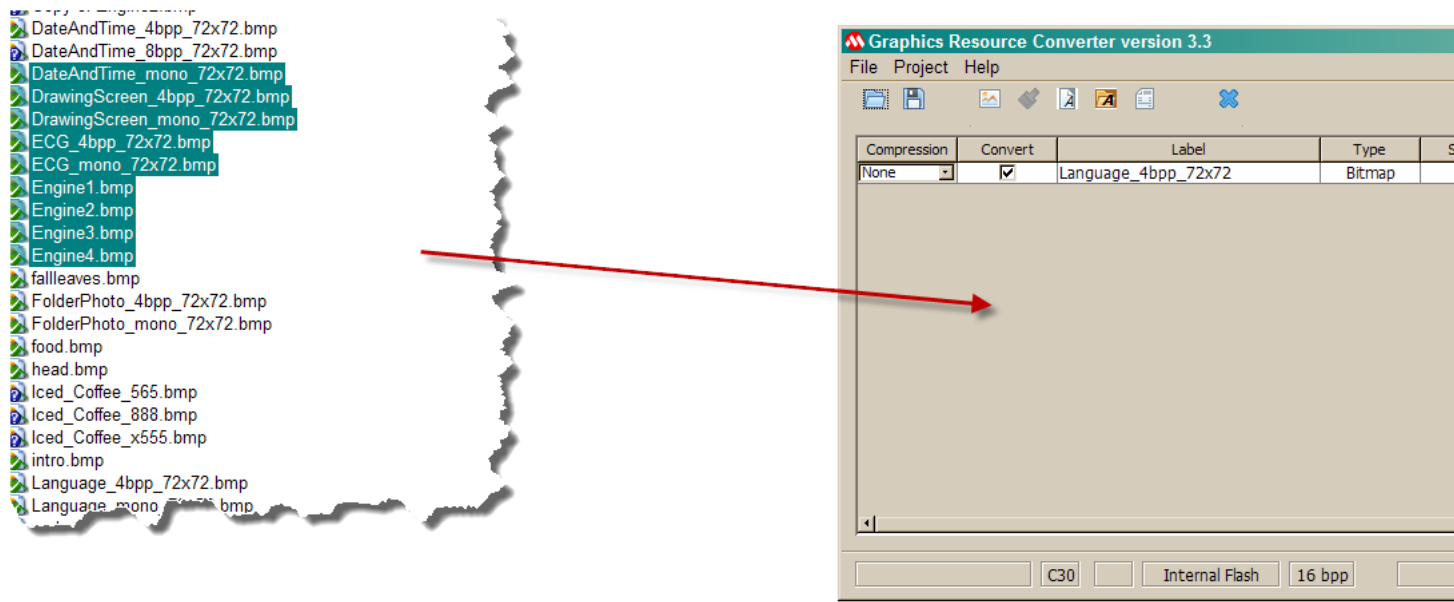 DateAndTime_4bpp_72x72.bmp
DateAndTime_8bpp_72x72.bmp
DateAndTime_mono_72x72.bmp
DrawingScreen_4bpp_72x72.bmp
DrawingScreen_mono_72x72.bmp
ECG_4bpp_72x72.bmp
ECG_mono_72x72.bmp
Engine1.bmp
Engine2.bmp
Engine3.bmp
Engine4.bmp
fallleaves.bmp
FolderPhoto_4bpp_72x72.bmp
FolderPhoto_mono_72x72.bmp
food.bmp
head.bmp
Iced_Coffee_565.bmp
Iced_Coffee_888.bmp
Iced_Coffee_x555.bmp
intro.bmp
Language_4bpp_72x72.bmp
Graphics Resource Converter version 3.3
File Project Help
Compression Convert Label Type
None Language_4bpp_72x72 Bitmap
C30 Internal Flash 16 bpp